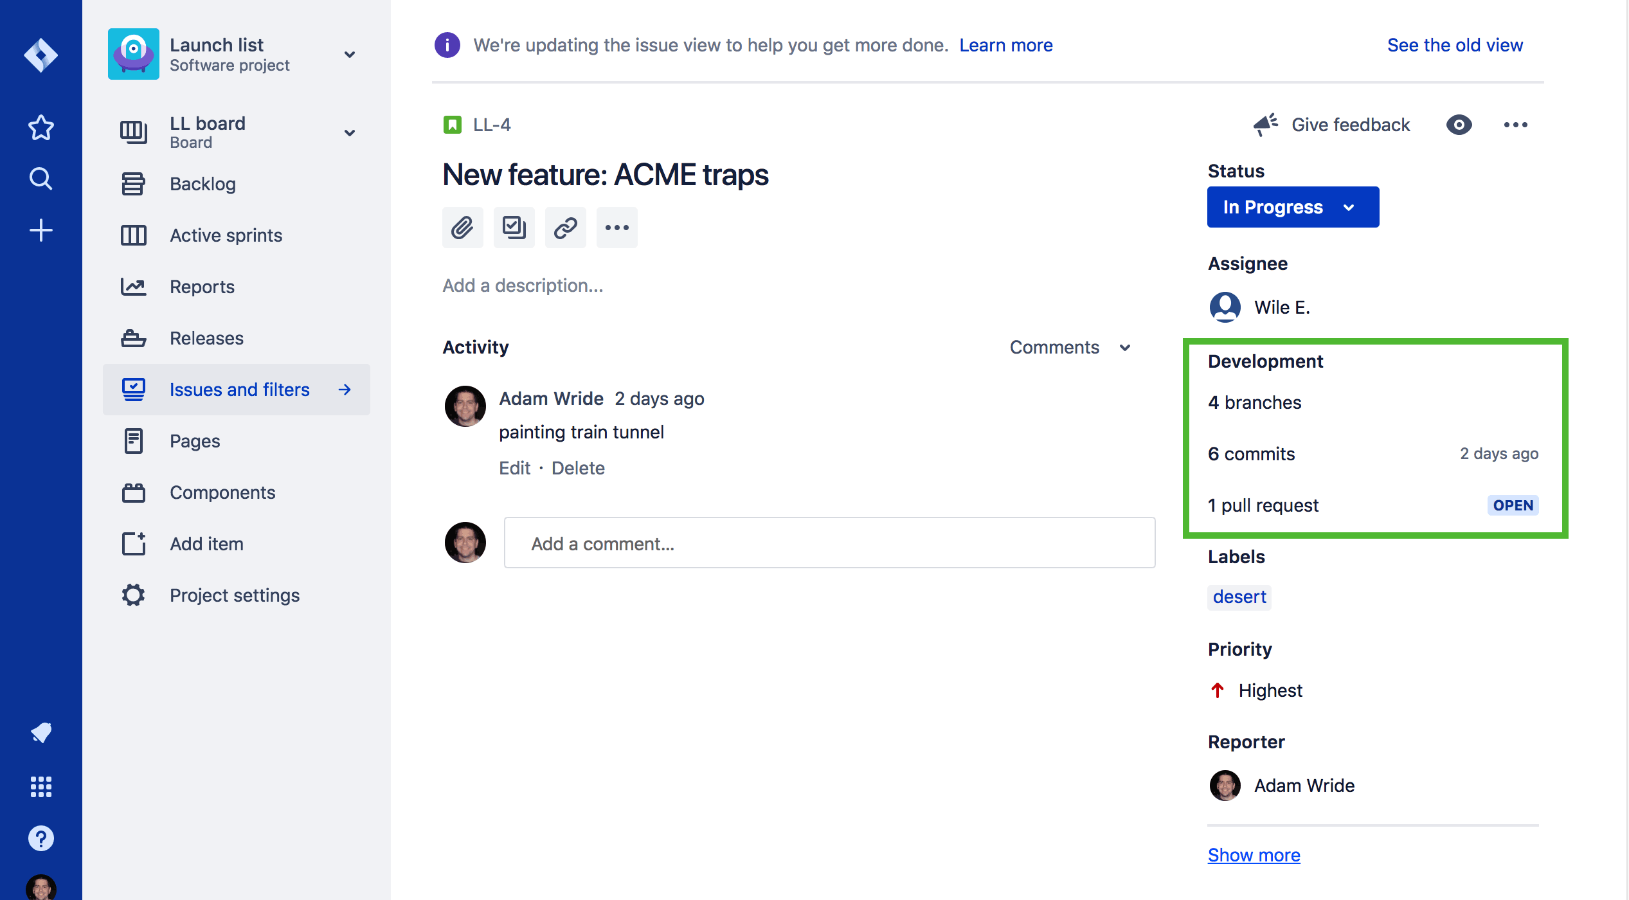 Launch list
Software project
LL board
Board
Backlog
Active sprints
Reports
Releases
Issues and filters
Pages
Components
Add item
Project settings
We're updating the issue view to help you get more done. Learn more
See the old view
LL-4
Give feedback
New feature: ACME traps
Add a description...
Activity
Comments
Adam Wride 2 days ago
painting train tunnel
Edit · Delete
Add a comment...
Status
In Progress
Assignee
Wile E.
Development
4 branches
6 commits 2 days ago
1 pull request OPEN
Labels
desert
Priority
Highest
Reporter
Adam Wride
Show more